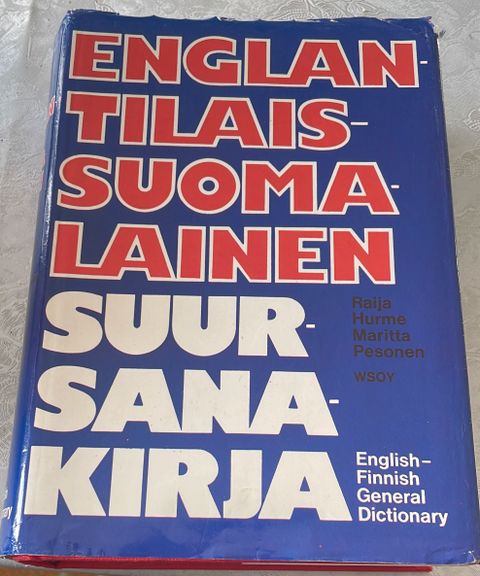 ENGLAN-
TILAIS-
SUOMA-
LAINEN
SUUR-
SANA-
KIRJA
Raija
Hurme
Maritta
Pesonen
WSOY
English–
Finnish
General
Dictionary